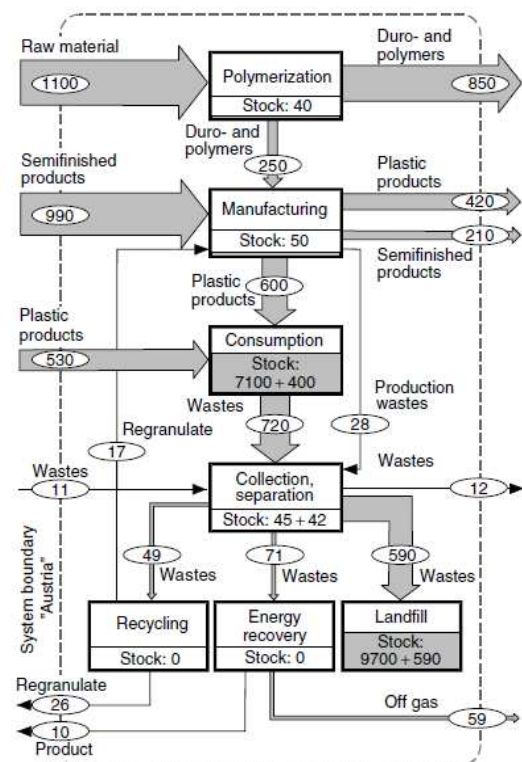 Raw material
1100
Polymerization
Stock: 40
Duro- and
polymers
850
Duro- and
polymers
250
Semifinished
products
990
Manufacturing
Stock: 50
Plastic
products
420
210
Semifinished
products
Plastic
products
600
Plastic
products
530
Consumption
Stock:
7100 + 400
Wastes
720
Production
wastes
28
Regranulate
17
Wastes
11
Collection,
separation
Stock: 45 + 42
Wastes
12
49
Wastes
71
Wastes
590
Wastes
System boundary
"Austria"
Recycling
Stock: 0
Energy
recovery
Stock: 0
Landfill
Stock:
9700 + 590
Regranulate
26
10
Product
Off gas
59